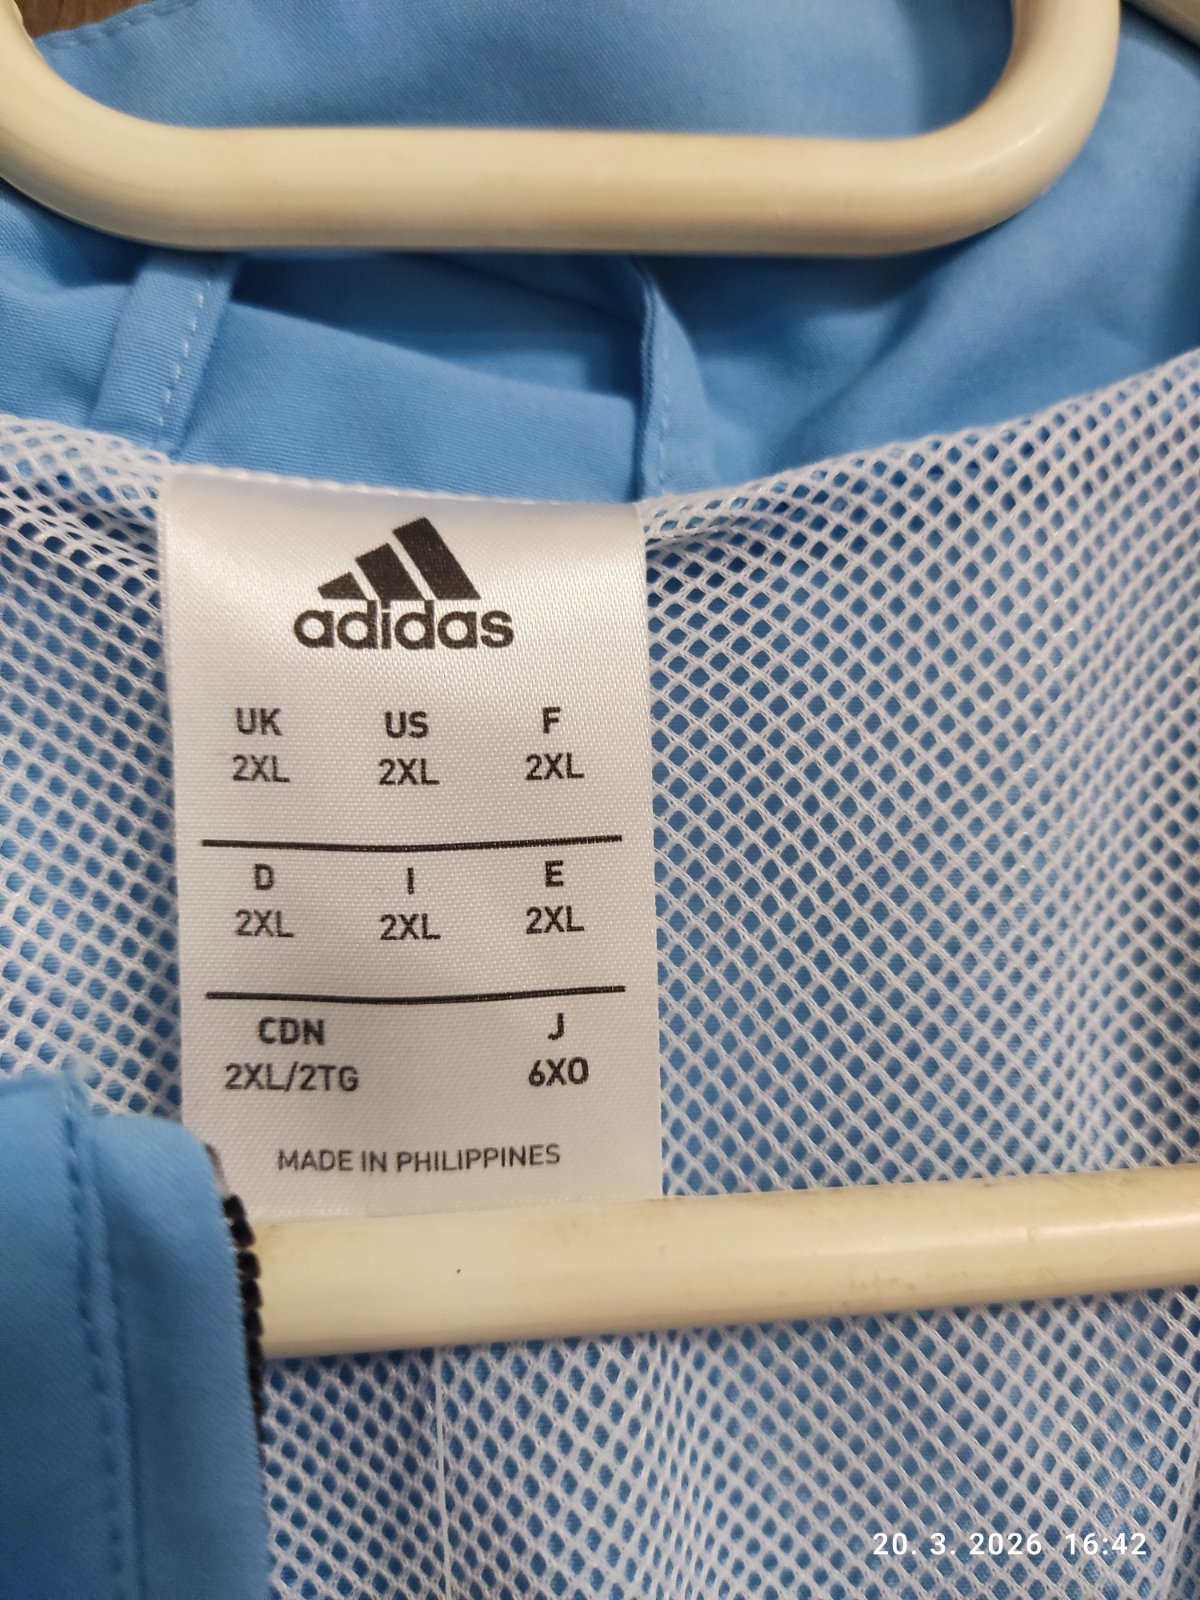 adidas
UK US F
2XL 2XL 2XL
D I E
2XL 2XL 2XL
CDN J
2XL/2TG 6XO
MADE IN PHILIPPINES
20. 3. 2026 16:42